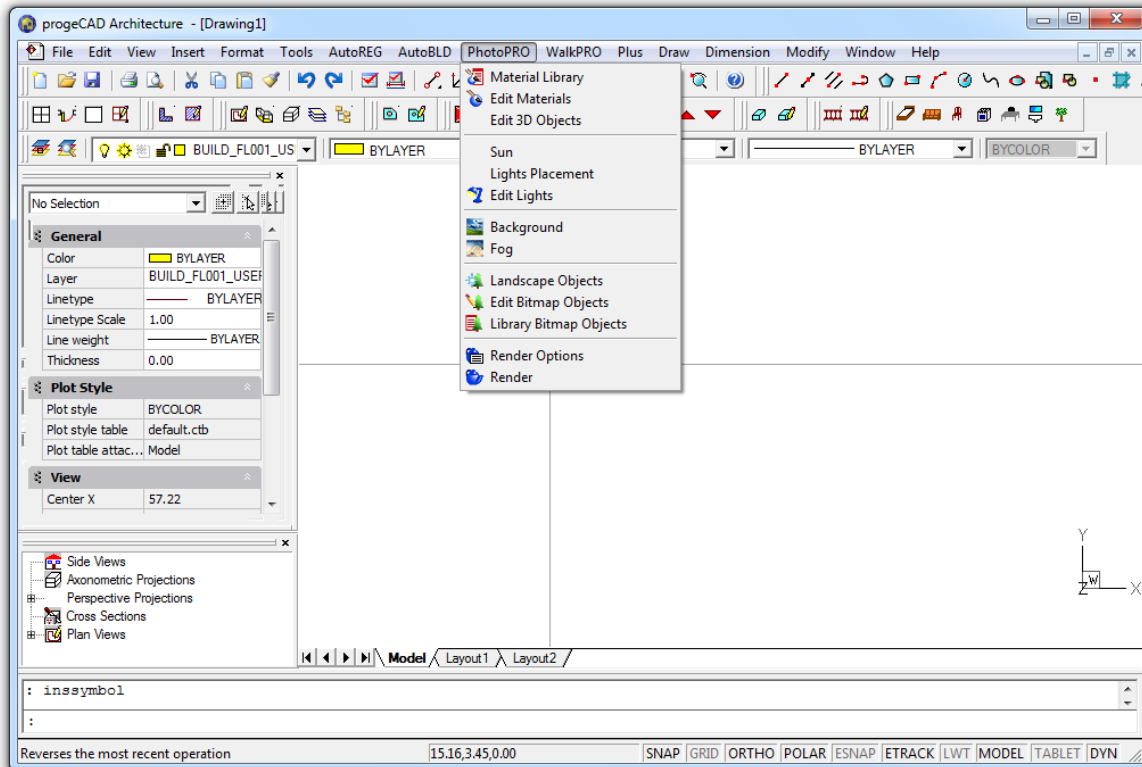 progeCAD Architecture - [Drawing1]
File Edit View Insert Format Tools AutoREG AutoBLD PhotoPRO WalkPRO Plus Draw Dimension Modify Window Help
Material Library
Edit Materials
Edit 3D Objects
Sun
Lights Placement
Edit Lights
Background
Fog
Landscape Objects
Edit Bitmap Objects
Library Bitmap Objects
Render Options
Render
BUILD_FL001_US BYLAYER BYLAYER BYCOLOR
No Selection
General
Color BYLAYER
Layer BUILD_FL001_USER
Linetype BYLAYER
Linetype Scale 1.00
Line weight BYLAYER
Thickness 0.00
Plot Style
Plot style BYCOLOR
Plot style table default.ctb
Plot table attac... Model
View
Center X 57.22
Side Views
Axonometric Projections
Perspective Projections
Cross Sections
Plan Views
Y
W
Z X
Model Layout1 Layout2
: inssymbol
:
Reverses the most recent operation 15.16,3.45,0.00 SNAP GRID ORTHO POLAR ESNAP ETRACK LWT MODEL TABLET DYN